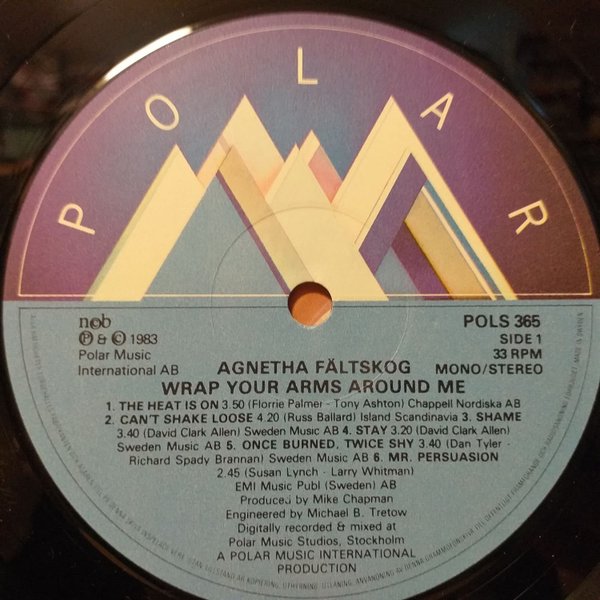 POLAR
ncb
Ⓟ & © 1983
Polar Music
International AB
POLS 365
SIDE 1
33 RPM
MONO/STEREO
AGNETHA FÄLTSKOG
WRAP YOUR ARMS AROUND ME
1. THE HEAT IS ON 3.50 (Florrie Palmer - Tony Ashton) Chappell Nordiska AB
2. CAN'T SHAKE LOOSE 4.20 (Russ Ballard) Island Scandinavia 3. SHAME
3.40 (David Clark Allen) Sweden Music AB 4. STAY 3.20 (David Clark Allen)
Sweden Music AB 5. ONCE BURNED, TWICE SHY 3.40 (Dan Tyler -
Richard Spady Brannan) Sweden Music AB 6. MR. PERSUASION
2.45 (Susan Lynch - Larry Whitman)
EMI Music Publ (Sweden) AB
Produced by Mike Chapman
Engineered by Michael B. Tretow
Digitally recorded & mixed at
Polar Music Studios, Stockholm
A POLAR MUSIC INTERNATIONAL
PRODUCTION